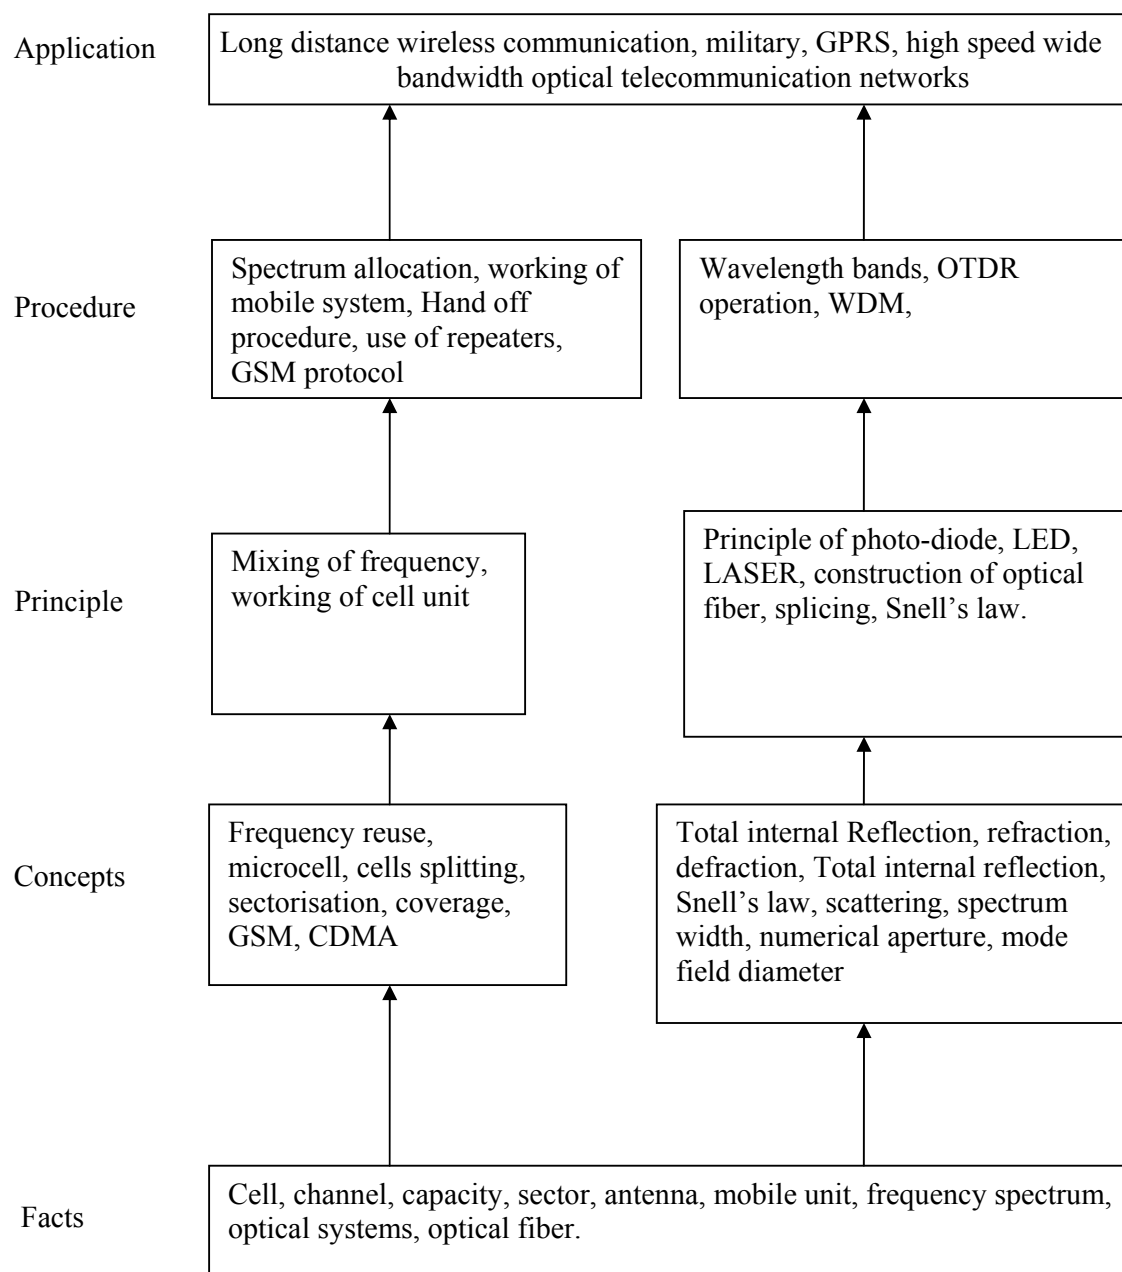 Application
Long distance wireless communication, military, GPRS, high speed wide
bandwidth optical telecommunication networks
Procedure
Spectrum allocation, working of
mobile system, Hand off
procedure, use of repeaters,
GSM protocol
Wavelength bands, OTDR
operation, WDM,
Principle
Mixing of frequency,
working of cell unit
Principle of photo-diode, LED,
LASER, construction of optical
fiber, splicing, Snell’s law.
Concepts
Frequency reuse,
microcell, cells splitting,
sectorisation, coverage,
GSM, CDMA
Total internal Reflection, refraction,
defraction, Total internal reflection,
Snell’s law, scattering, spectrum
width, numerical aperture, mode
field diameter
Facts
Cell, channel, capacity, sector, antenna, mobile unit, frequency spectrum,
optical systems, optical fiber.